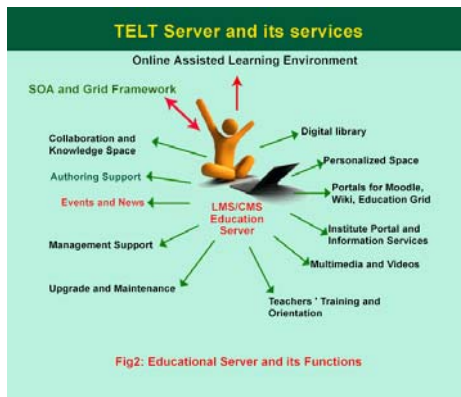 TELT Server and its services
Online Assisted Learning Environment
SOA and Grid Framework
Collaboration and
Knowledge Space
Authoring Support
Events and News
Management Support
Upgrade and Maintenance
LMS/CMS
Education
Server
Digital library
Personalized Space
Portals for Moodle,
Wiki, Education Grid
Institute Portal and
Information Services
Multimedia and Videos
Teachers ' Training and
Orientation
Fig2: Educational Server and its Functions